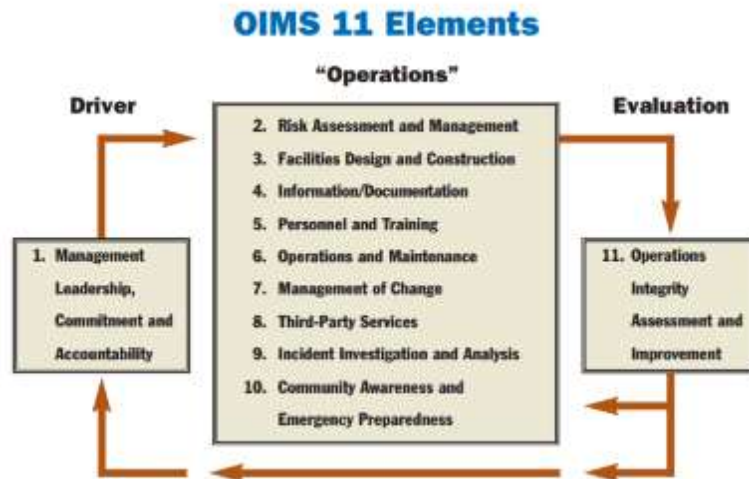 OIMS 11 Elements
"Operations"
Driver
Evaluation
2. Risk Assessment and Management
3. Facilities Design and Construction
4. Information/Documentation
5. Personnel and Training
6. Operations and Maintenance
7. Management of Change
8. Third-Party Services
9. Incident Investigation and Analysis
10. Community Awareness and
Emergency Preparedness
1. Management
Leadership,
Commitment and
Accountability
11. Operations
Integrity
Assessment and
Improvement